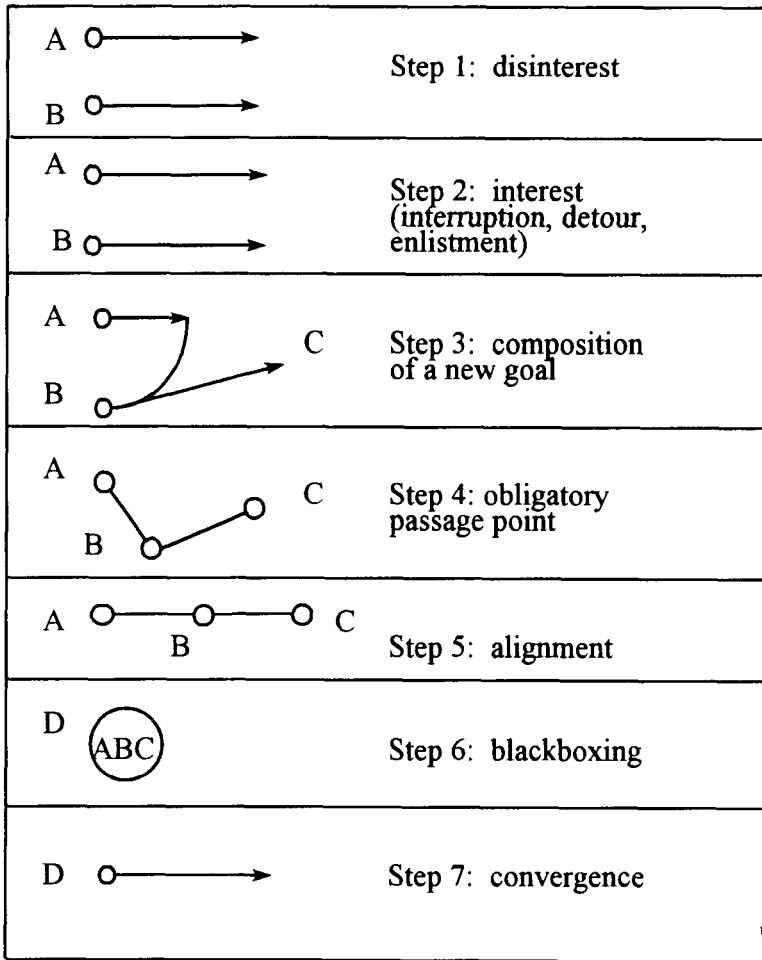 A
Step 1: disinterest
B
A
Step 2: interest
(interruption, detour,
enlistment)
B
A
C
Step 3: composition
of a new goal
B
A
C
Step 4: obligatory
passage point
B
A
C
B
Step 5: alignment
D
ABC
Step 6: blackboxing
D
Step 7: convergence